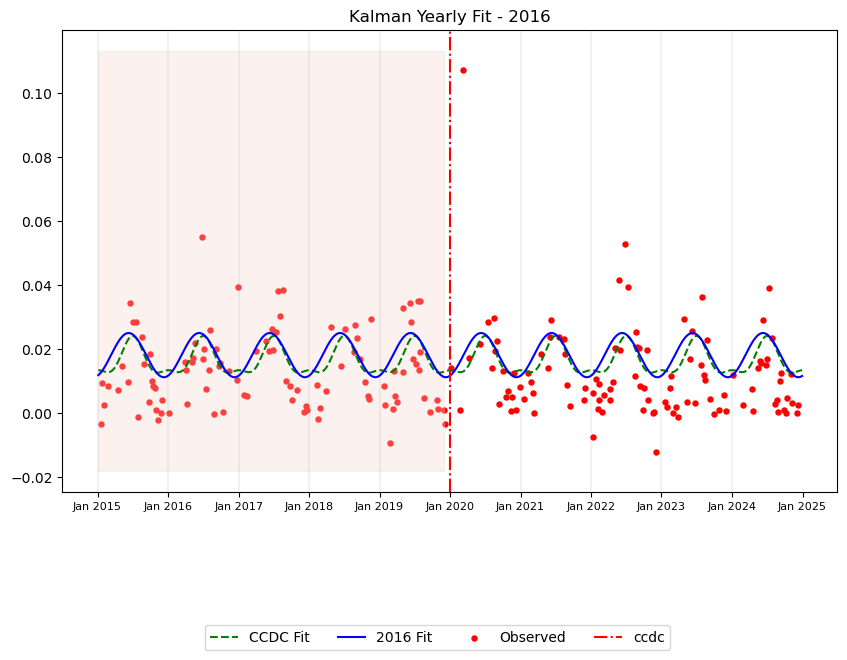 Kalman Yearly Fit - 2016
0.10
0.08
0.06
0.04
0.02
0.00
−0.02
Jan 2015 Jan 2016 Jan 2017 Jan 2018 Jan 2019 Jan 2020 Jan 2021 Jan 2022 Jan 2023 Jan 2024 Jan 2025
CCDC Fit 2016 Fit Observed ccdc